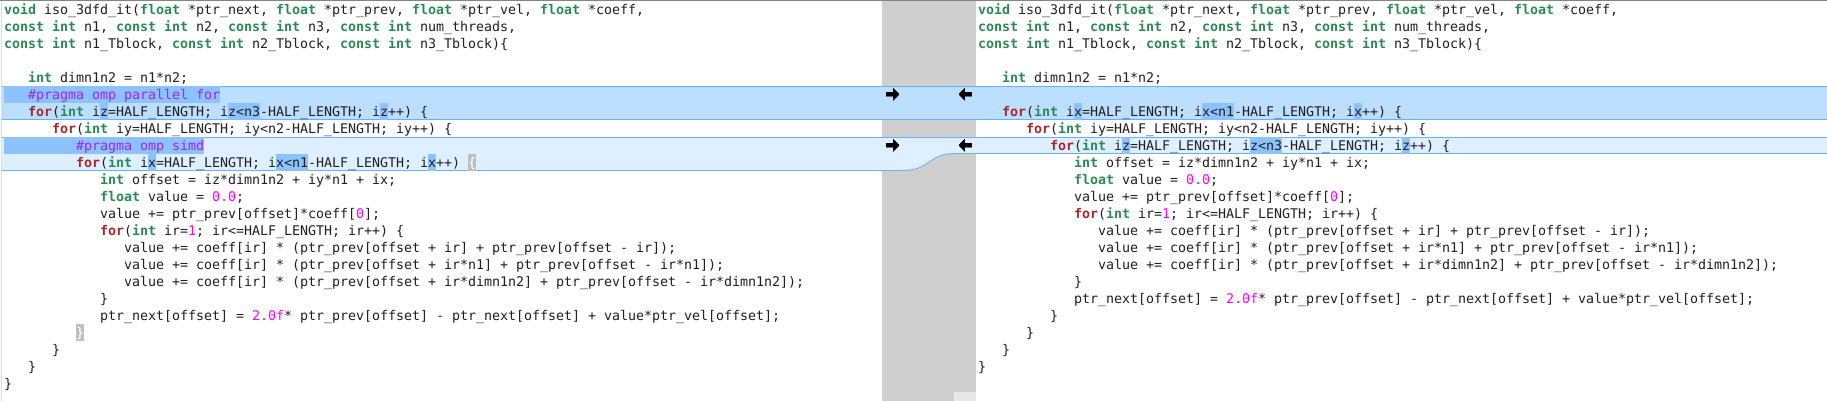 void iso_3dfd_it(float *ptr_next, float *ptr_prev, float *ptr_vel, float *coeff,
const int n1, const int n2, const int n3, const int num_threads,
const int n1_Tblock, const int n2_Tblock, const int n3_Tblock){
int dimn1n2 = n1*n2;
#pragma omp parallel for
for(int iz=HALF_LENGTH; iz<n3-HALF_LENGTH; iz++) {
for(int iy=HALF_LENGTH; iy<n2-HALF_LENGTH; iy++) {
#pragma omp simd
for(int ix=HALF_LENGTH; ix<n1-HALF_LENGTH; ix++) {
int offset = iz*dimn1n2 + iy*n1 + ix;
float value = 0.0;
value += ptr_prev[offset]*coeff[0];
for(int ir=1; ir<=HALF_LENGTH; ir++) {
value += coeff[ir] * (ptr_prev[offset + ir] + ptr_prev[offset - ir]);
value += coeff[ir] * (ptr_prev[offset + ir*n1] + ptr_prev[offset - ir*n1]);
value += coeff[ir] * (ptr_prev[offset + ir*dimn1n2] + ptr_prev[offset - ir*dimn1n2]);
}
ptr_next[offset] = 2.0f* ptr_prev[offset] - ptr_next[offset] + value*ptr_vel[offset];
}
}
}
}
void iso_3dfd_it(float *ptr_next, float *ptr_prev, float *ptr_vel, float *coeff,
const int n1, const int n2, const int n3, const int num_threads,
const int n1_Tblock, const int n2_Tblock, const int n3_Tblock){
int dimn1n2 = n1*n2;
for(int ix=HALF_LENGTH; ix<n1-HALF_LENGTH; ix++) {
for(int iy=HALF_LENGTH; iy<n2-HALF_LENGTH; iy++) {
for(int iz=HALF_LENGTH; iz<n3-HALF_LENGTH; iz++) {
int offset = iz*dimn1n2 + iy*n1 + ix;
float value = 0.0;
value += ptr_prev[offset]*coeff[0];
for(int ir=1; ir<=HALF_LENGTH; ir++) {
value += coeff[ir] * (ptr_prev[offset + ir] + ptr_prev[offset - ir]);
value += coeff[ir] * (ptr_prev[offset + ir*n1] + ptr_prev[offset - ir*n1]);
value += coeff[ir] * (ptr_prev[offset + ir*dimn1n2] + ptr_prev[offset - ir*dimn1n2]);
}
ptr_next[offset] = 2.0f* ptr_prev[offset] - ptr_next[offset] + value*ptr_vel[offset];
}
}
}
}